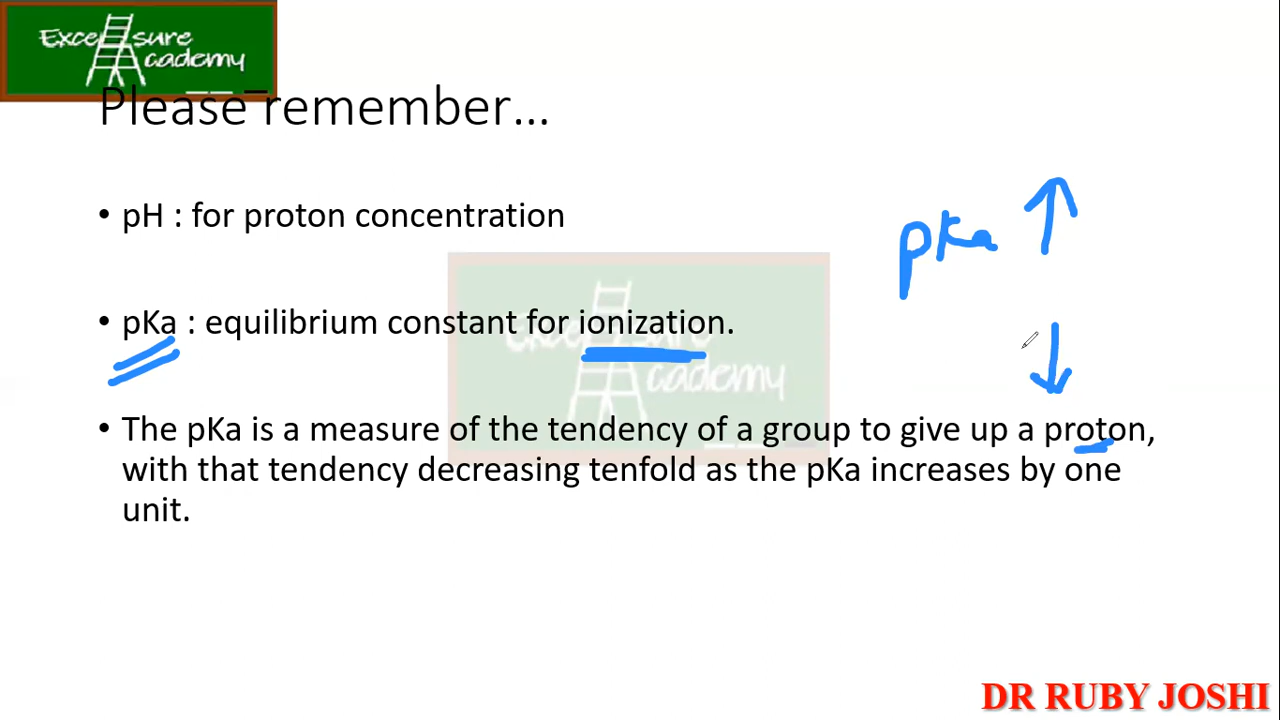 Excel sure
Academy
Please remember...
• pH : for proton concentration
pKa ↑
• pKa : equilibrium constant for ionization.
↓
cademy
• The pKa is a measure of the tendency of a group to give up a proton,
with that tendency decreasing tenfold as the pKa increases by one
unit.
DR RUBY JOSHI